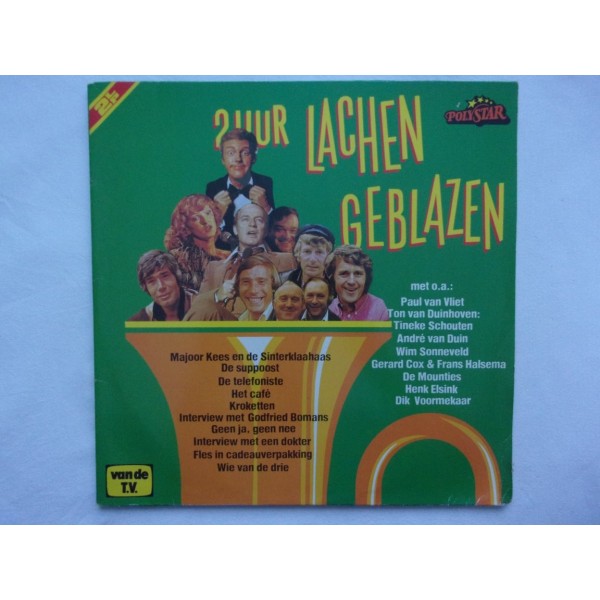 2LP
2 UUR LACHEN
GEBLAZEN
POLYSTAR
met o.a.:
Paul van Vliet
Ton van Duinhoven:
Tineke Schouten
André van Duin
Wim Sonneveld
Gerard Cox & Frans Halsema
De Mounties
Henk Elsink
Dik Voormekaar
Majoor Kees en de Sinterklaahaas
De suppoost
De telefoniste
Het café
Kroketten
Interview met Godfried Bomans
Geen ja, geen nee
Interview met een dokter
Fles in cadeauverpakking
Wie van de drie
van de
T.V.